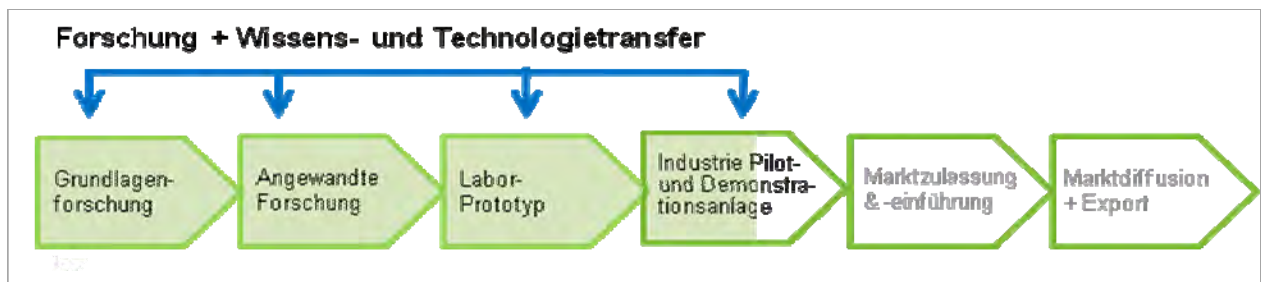 Forschung + Wissens- und Technologietransfer
Grundlagen-
forschung
Angewandte
Forschung
Labor-
Prototyp
Industrie Pilot-
und Demonstra-
tionsanlage
Marktzulassung
& -einführung
Marktdiffusion
+ Export